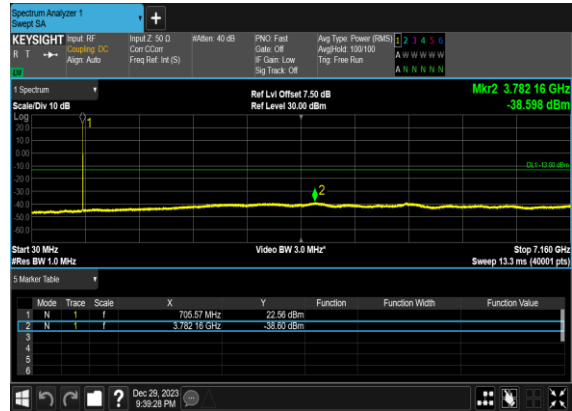 Spectrum Analyzer 1
Swept SA
KEYSIGHT Input: RF Input Z: 50 Ω #Atten: 40 dB PNO: Fast Avg Type: Power (RMS) 1 2 3 4 5 6
R T Coupling: DC Corr CCorr Gate: Off Avg|Hold: 100/100 A W W W W W
Align: Auto Freq Ref: Int (S) IF Gain: Low Trig: Free Run A N N N N N
Sig Track: Off
1 Spectrum
Ref Lvl Offset 7.50 dB Mkr2 3.782 16 GHz
Scale/Div 10 dB Ref Level 30.00 dBm -38.598 dBm
Log
20.0
1
10.0
0.00
-10.0
DL1 -13.00 dBm
-20.0
-30.0
2
-40.0
-50.0
-60.0
Start 30 MHz Video BW 3.0 MHz* Stop 7.160 GHz
#Res BW 1.0 MHz Sweep 13.3 ms (40001 pts)
5 Marker Table
Mode Trace Scale X Y Function Function Width Function Value
1 N 1 f 705.57 MHz 22.56 dBm
2 N 1 f 3.782 16 GHz -38.60 dBm
3
4
5
6
? Dec 29, 2023
9:39:28 PM